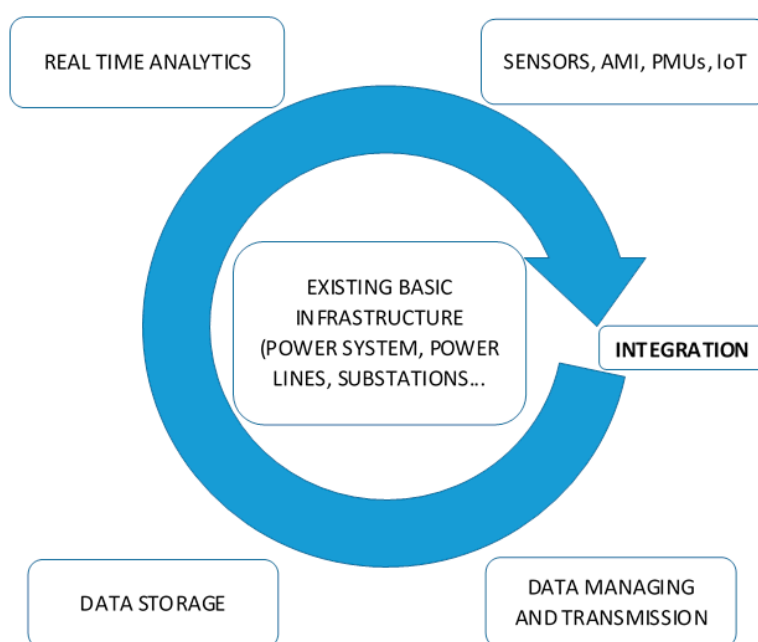 REAL TIME ANALYTICS
SENSORS, AMI, PMUs, IoT
EXISTING BASIC
INFRASTRUCTURE
(POWER SYSTEM, POWER
LINES, SUBSTATIONS...
INTEGRATION
DATA STORAGE
DATA MANAGING
AND TRANSMISSION